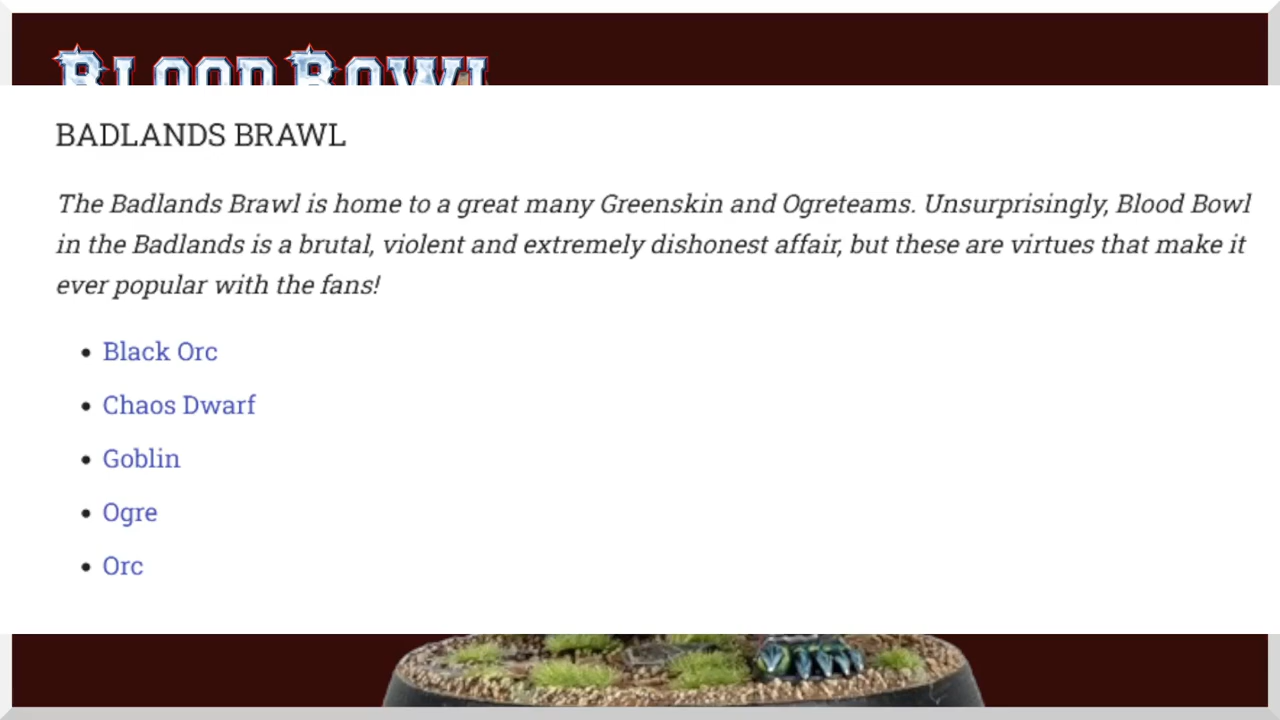 BLOOD BOWL
BADLANDS BRAWL
The Badlands Brawl is home to a great many Greenskin and Ogreteams. Unsurprisingly, Blood Bowl
in the Badlands is a brutal, violent and extremely dishonest affair, but these are virtues that make it
ever popular with the fans!
Black Orc
Chaos Dwarf
Goblin
Ogre
Orc